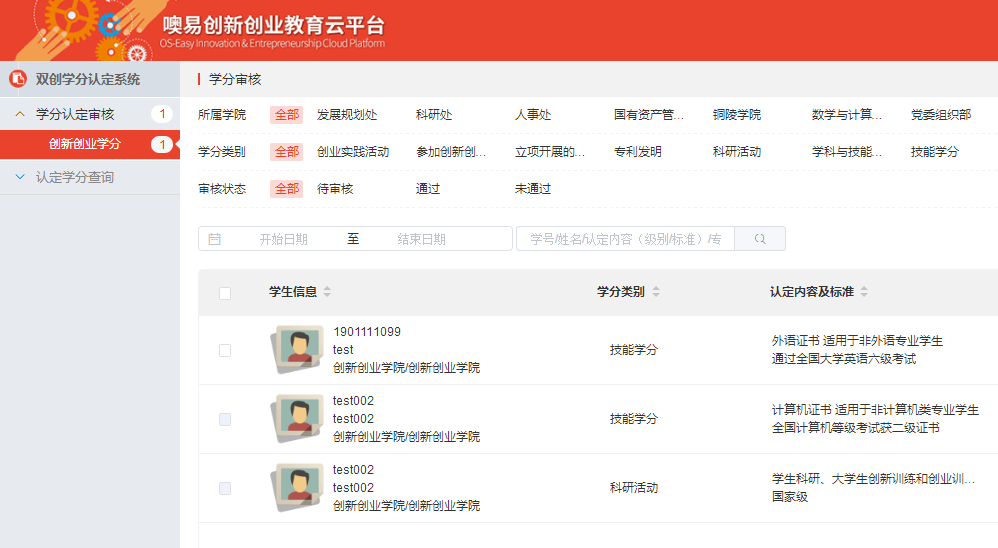 噢易创新创业教育云平台
OS-Easy Innovation & Entrepreneurship Cloud Platform
双创学分认定系统
学分认定审核 1
创新创业学分 1
认定学分查询
学分审核
所属学院 全部 发展规划处 科研处 人事处 国有资产管... 铜陵学院 数学与计算... 党委组织部
学分类别 全部 创业实践活动 参加创新创... 立项开展的... 专利发明 科研活动 学科与技能... 技能学分
审核状态 全部 待审核 通过 未通过
开始日期 至 结束日期 学号/姓名/认定内容（级别/标准）/专
学生信息 学分类别 认定内容及标准
1901111099
test
创新创业学院/创新创业学院
技能学分
外语证书 适用于非外语专业学生
通过全国大学英语六级考试
test002
test002
创新创业学院/创新创业学院
技能学分
计算机证书 适用于非计算机类专业学生
全国计算机等级考试获二级证书
test002
test002
创新创业学院/创新创业学院
科研活动
学生科研、大学生创新训练和创业训...
国家级